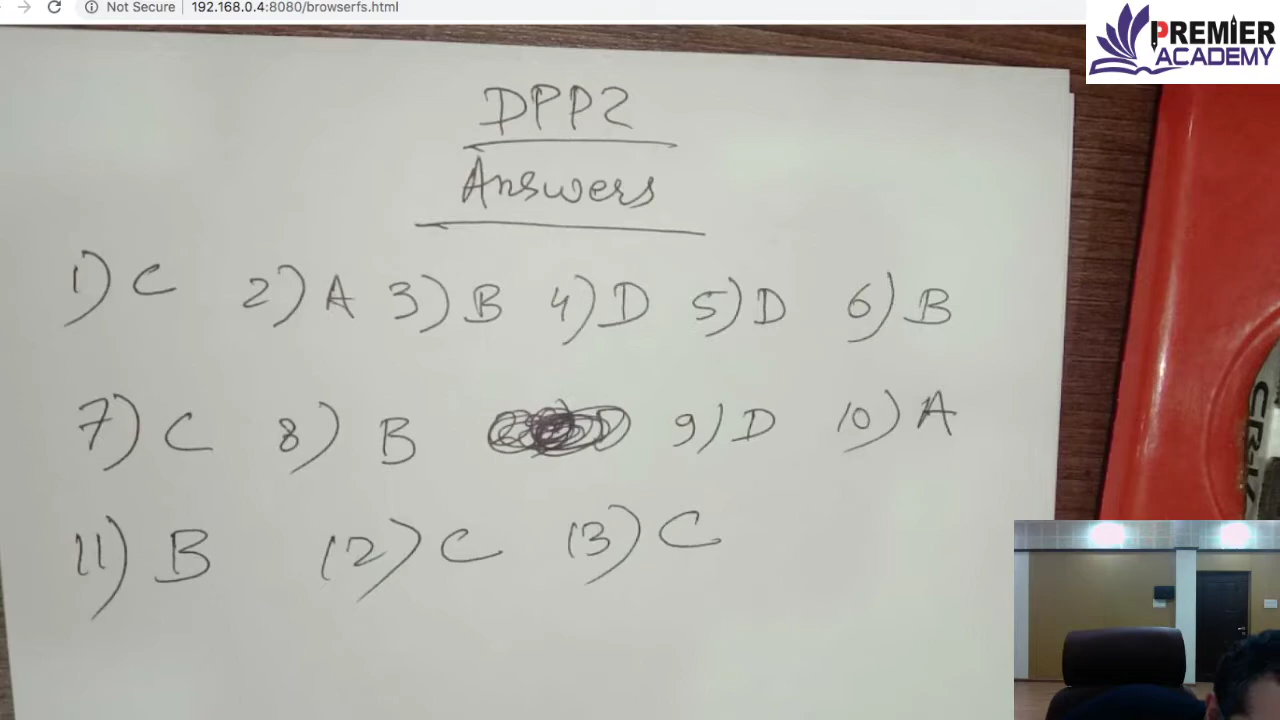 Not Secure | 192.168.0.4:8080/browserfs.html
PREMIER
ACADEMY
DPP2
Answers
1) C 2) A 3) B 4) D 5) D 6) B
7) C 8) B 9) D 10) A
11) B 12) C 13) C